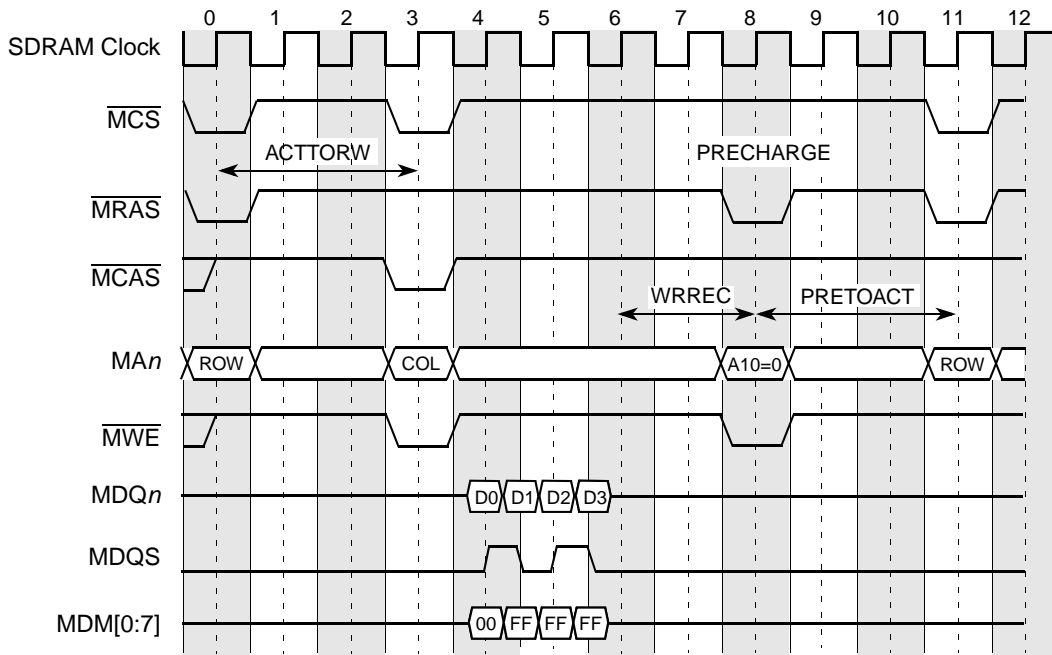 0 1 2 3 4 5 6 7 8 9 10 11 12
SDRAM Clock
MCS
ACTTORW PRECHARGE
MRAS
MCAS
WRREC PRETOACT
MAn ROW COL A10=0 ROW
MWE
MDQn D0 D1 D2 D3
MDQS
MDM[0:7] 00 FF FF FF